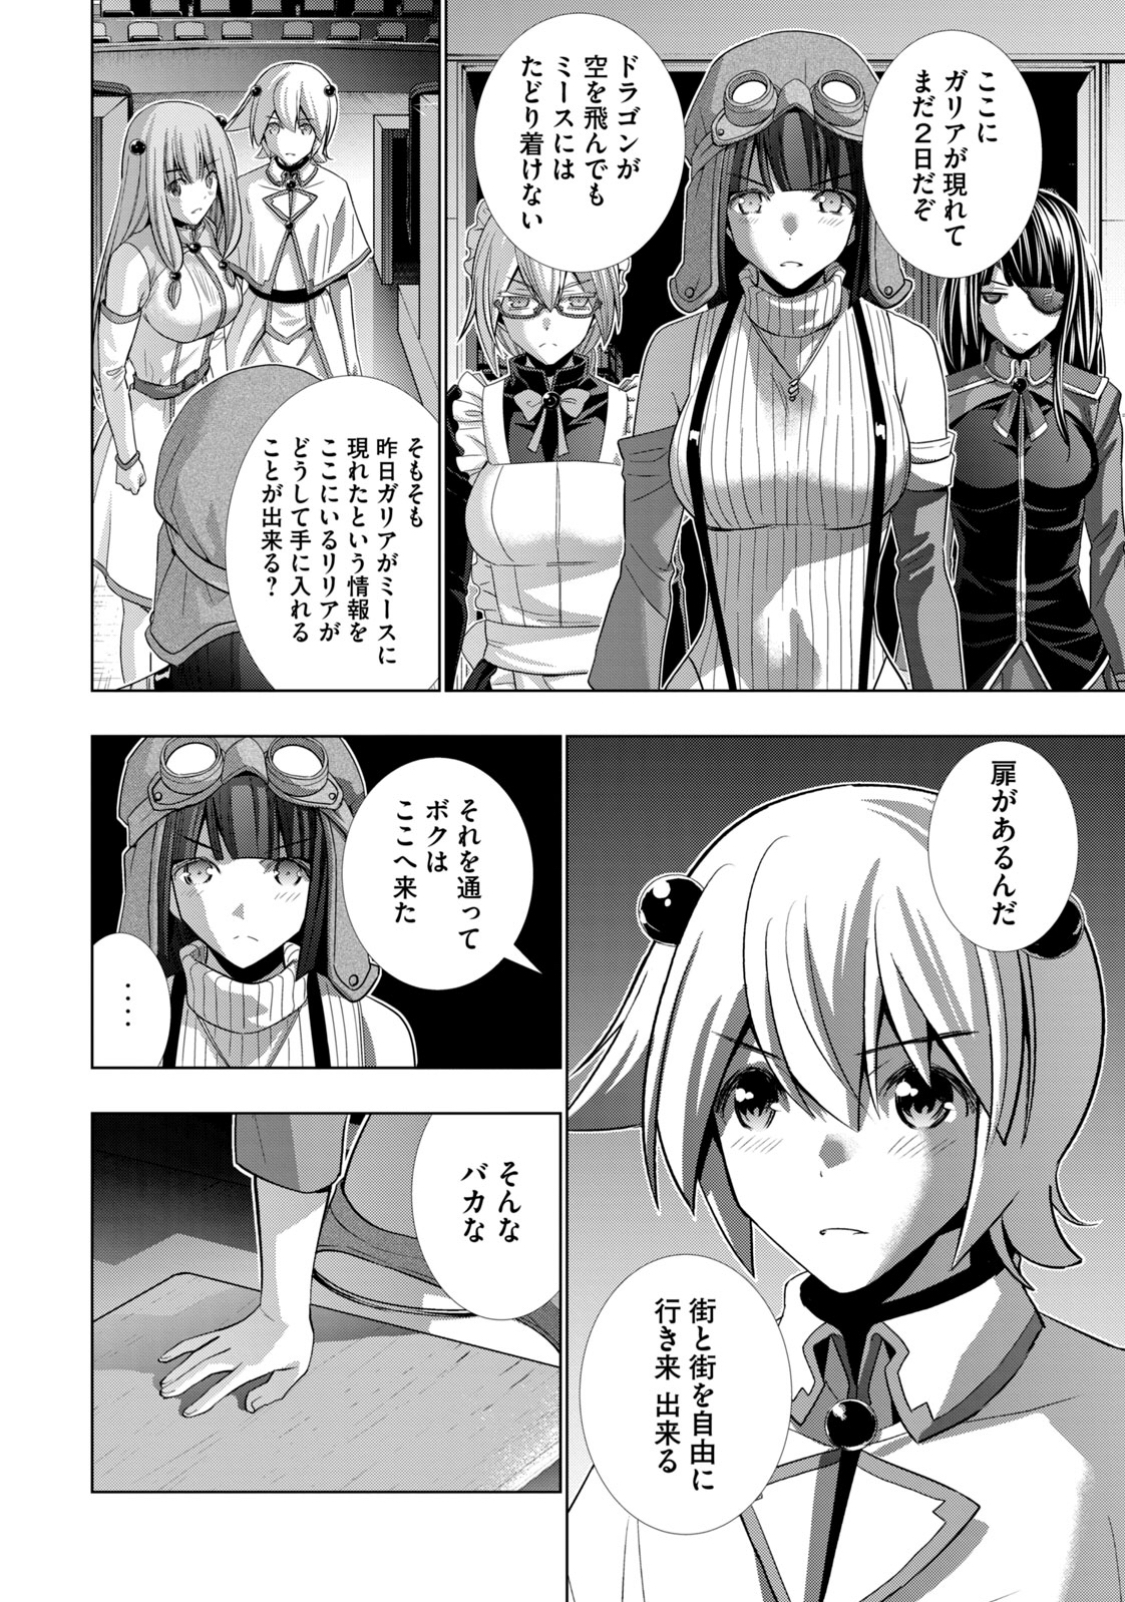 ここに
ガリアが現れて
まだ2日だぞ
ドラゴンが
空を飛んでも
ミースには
たどり着けない
そもそも
昨日ガリアがミースに
現れたという情報を
ここにいるリリアが
どうして手に入れる
ことが出来る?
扉があるんだ
街と街を自由に
行き来 出来る
それを通って
ボクは
ここへ来た
‥‥
そんな
バカな